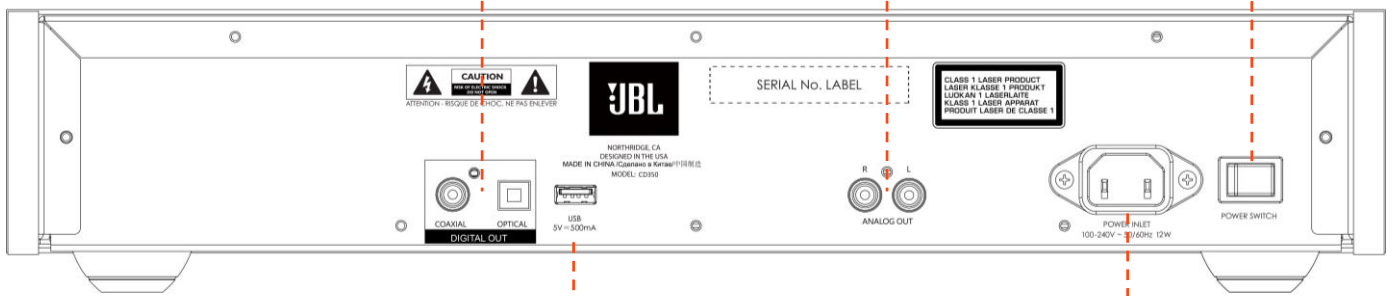 CAUTION
RISK OF ELECTRIC SHOCK
DO NOT OPEN
ATTENTION - RISQUE DE CHOC. NE PAS ENLEVER
JBL
NORTHRIDGE, CA
DESIGNED IN THE USA
MADE IN CHINA /Сделано в Китае/中国制造
MODEL: CD350
SERIAL No. LABEL
CLASS 1 LASER PRODUCT
LASER KLASSE 1 PRODUKT
LUOKAN 1 LASERLAITE
KLASS 1 LASER APPARAT
PRODUIT LASER DE CLASSE 1
COAXIAL OPTICAL
DIGITAL OUT
USB
5V⎓500mA
R L
ANALOG OUT
POWER INLET
100-240V ~ 50/60Hz 12W
POWER SWITCH